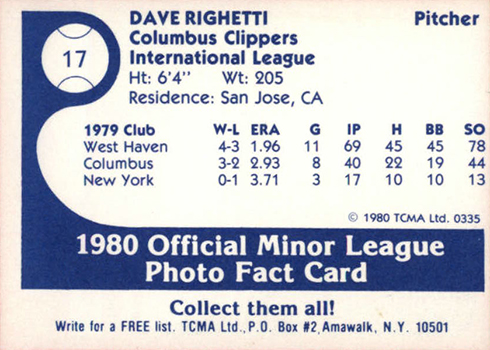 DAVE RIGHETTI Pitcher
17 Columbus Clippers
International League
Ht: 6'4" Wt: 205
Residence: San Jose, CA
1979 Club W-L ERA G IP H BB SO
West Haven 4-3 1.96 11 69 45 45 78
Columbus 3-2 2.93 8 40 22 19 44
New York 0-1 3.71 3 17 10 10 13
© 1980 TCMA Ltd. 0335
1980 Official Minor League
Photo Fact Card
Collect them all!
Write for a FREE list. TCMA Ltd., P.O. Box #2, Amawalk, N.Y. 10501